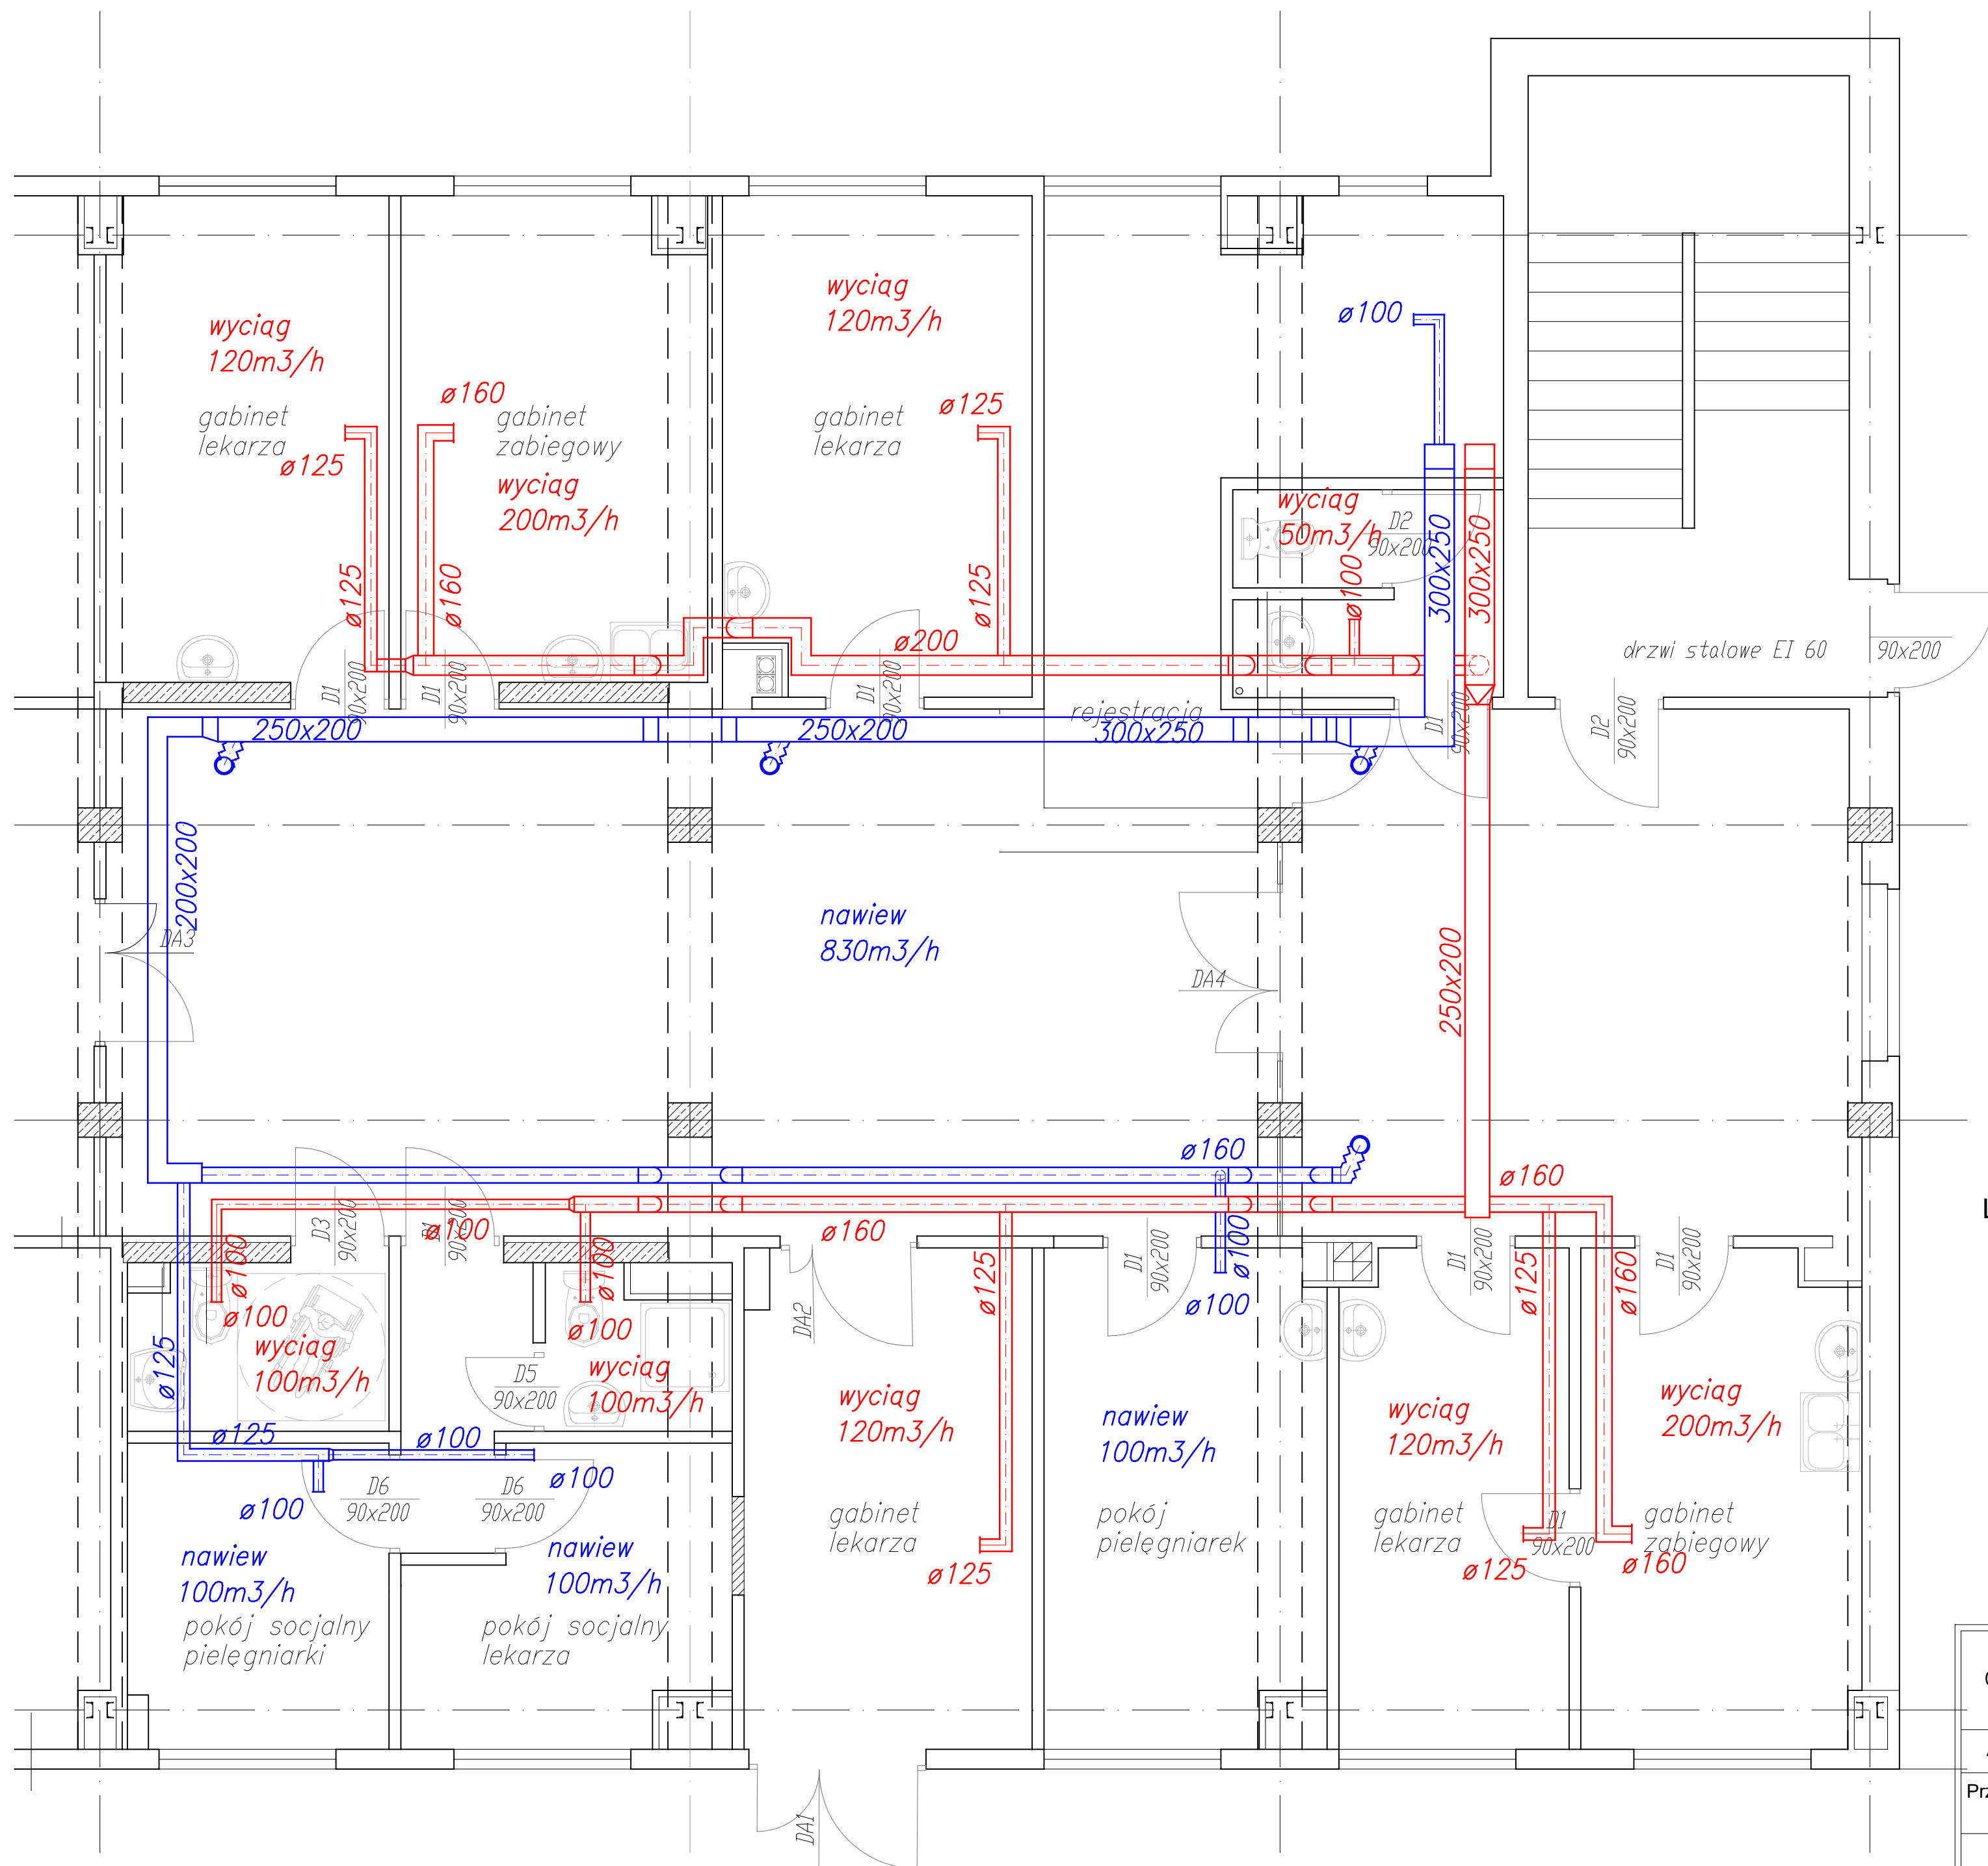 wyciąg
120m3/h
gabinet
lekarza
ø125
ø125
ø160
gabinet
zabiegowy
wyciąg
200m3/h
ø160
wyciąg
120m3/h
gabinet
lekarza
ø125
ø125
ø200
ø100
wyciąg
50m3/h
ø100
D2
90x200
300x250
300x250
drzwi stalowe EI 60
90x200
D1
90x200
D1
90x200
D1
90x200
D1
90x200
D2
90x200
rejestracja
250x200
250x200
300x250
200x200
DA3
nawiew
830m3/h
DA4
250x200
ø160
ø160
ø160
D3
90x200
D1
90x200
ø100
ø100
ø100
ø100
ø100
wyciąg
100m3/h
wyciąg
100m3/h
D5
90x200
ø125
ø125
ø100
ø100
ø100
D6
90x200
D6
90x200
nawiew
100m3/h
pokój socjalny
pielęgniarki
nawiew
100m3/h
pokój socjalny
lekarza
DA2
ø125
wyciąg
120m3/h
gabinet
lekarza
ø125
D1
90x200
ø100
ø100
nawiew
100m3/h
pokój
pielęgniarek
D1
90x200
ø125
wyciąg
120m3/h
gabinet
lekarza
ø125
D1
90x200
ø160
D1
90x200
wyciąg
200m3/h
gabinet
zabiegowy
ø160
DA1
L
Prz